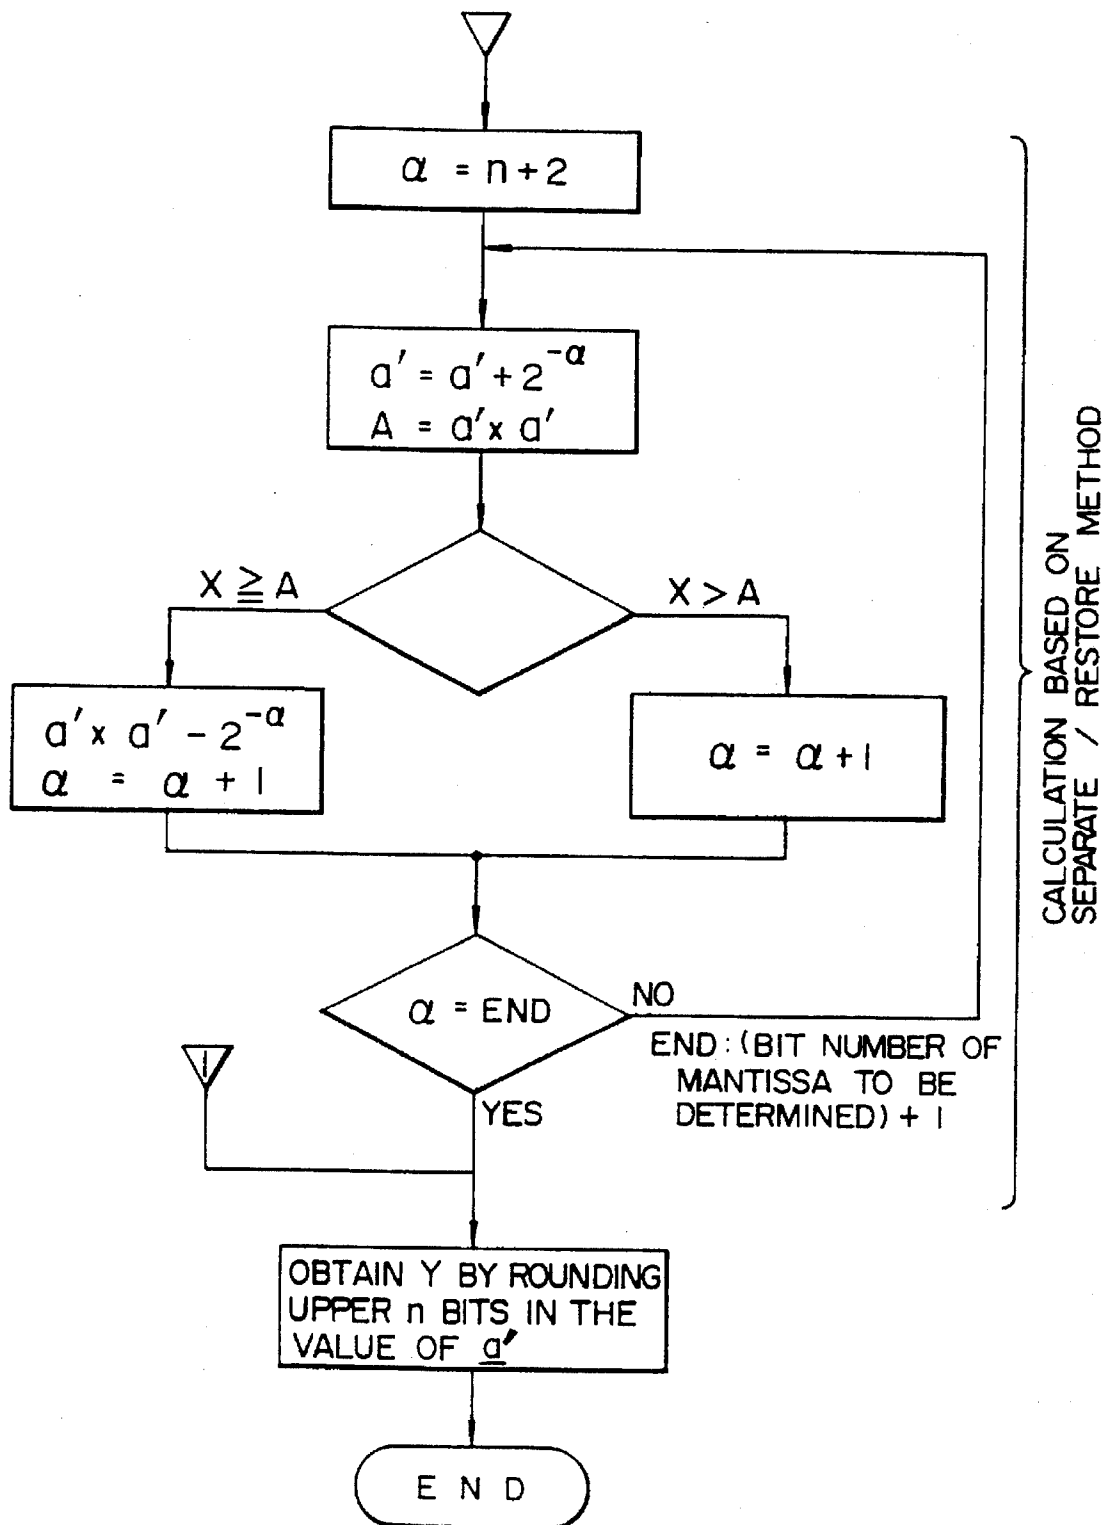 α = n + 2
a' = a' + 2^-α
A = a' x a'
X ≧ A
X > A
a' x a' - 2^-α
α = α + 1
α = α + 1
α = END
NO
END : (BIT NUMBER OF
MANTISSA TO BE
DETERMINED) + 1
YES
1
OBTAIN Y BY ROUNDING
UPPER n BITS IN THE
VALUE OF a'
END
CALCULATION BASED ON
SEPARATE / RESTORE METHOD